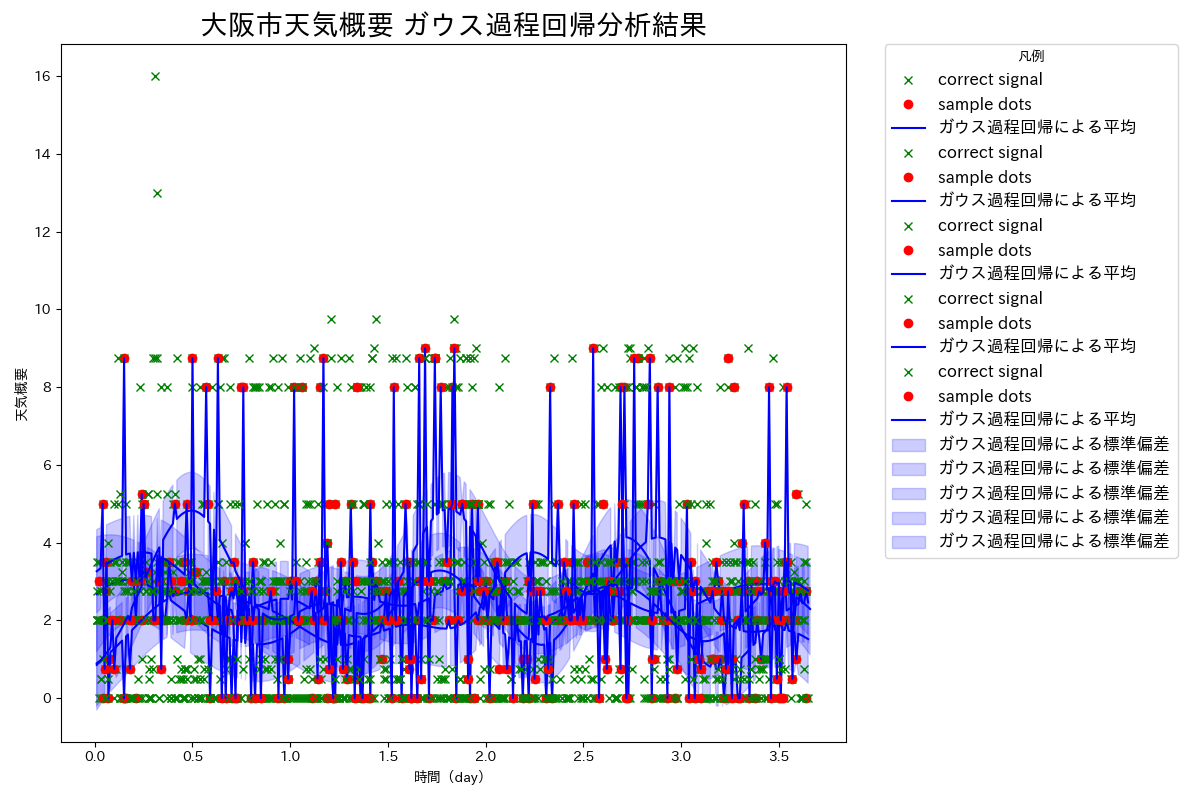 大阪市天気概要 ガウス過程回帰分析結果
16
14
12
10
8
6
4
2
0
天気概要
0.0 0.5 1.0 1.5 2.0 2.5 3.0 3.5
時間（day）
凡例
correct signal
sample dots
ガウス過程回帰による平均
correct signal
sample dots
ガウス過程回帰による平均
correct signal
sample dots
ガウス過程回帰による平均
correct signal
sample dots
ガウス過程回帰による平均
correct signal
sample dots
ガウス過程回帰による平均
ガウス過程回帰による標準偏差
ガウス過程回帰による標準偏差
ガウス過程回帰による標準偏差
ガウス過程回帰による標準偏差
ガウス過程回帰による標準偏差